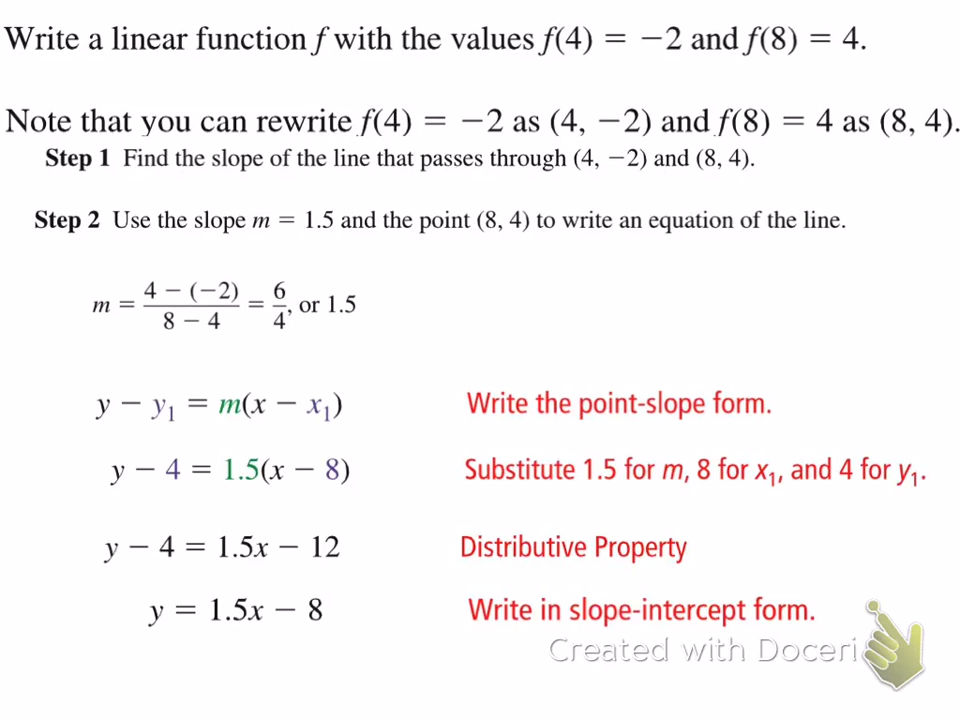 Write a linear function f with the values f(4) = −2 and f(8) = 4.
Note that you can rewrite f(4) = −2 as (4, −2) and f(8) = 4 as (8, 4).
Step 1 Find the slope of the line that passes through (4, −2) and (8, 4).
Step 2 Use the slope m = 1.5 and the point (8, 4) to write an equation of the line.
m = \frac{4 − (−2)}{8 − 4} = \frac{6}{4}, or 1.5
y − y₁ = m(x − x₁) Write the point-slope form.
y − 4 = 1.5(x − 8) Substitute 1.5 for m, 8 for x₁, and 4 for y₁.
y − 4 = 1.5x − 12 Distributive Property
y = 1.5x − 8 Write in slope-intercept form.
Created with Doceri